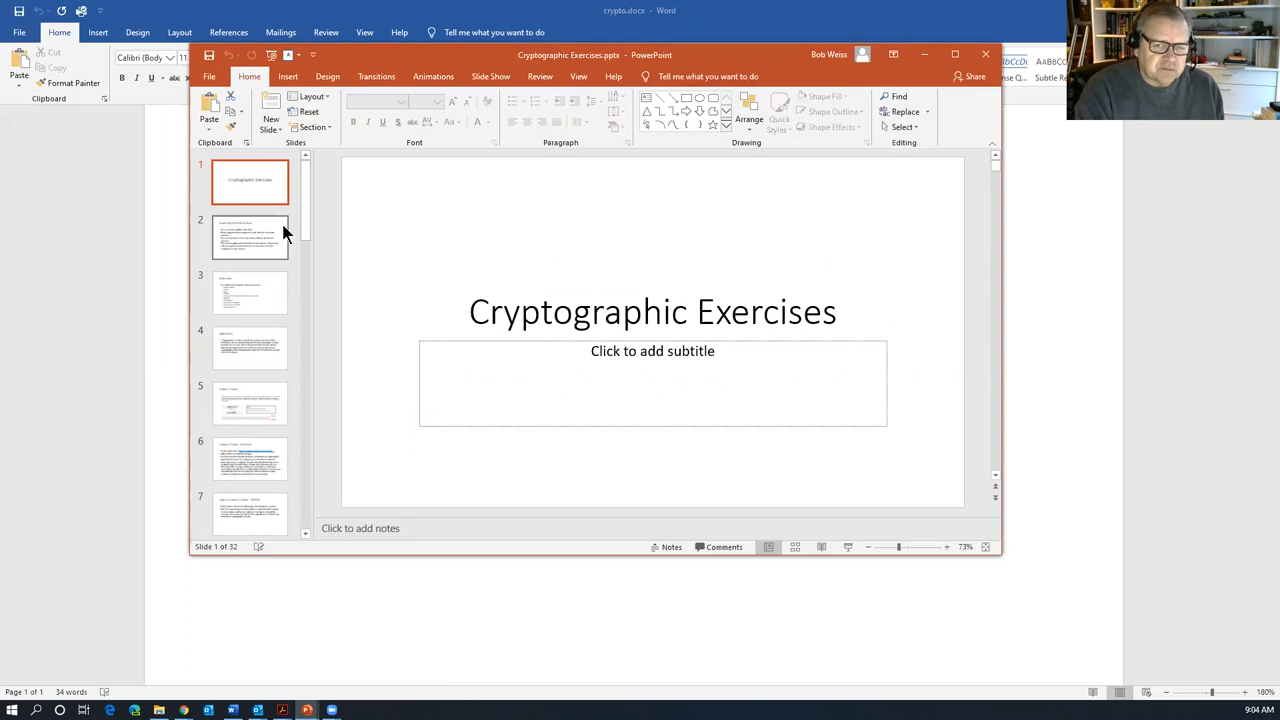 crypto.docx - Word
File Home Insert Design Layout References Mailings Review View Help Tell me what you want to do
Paste
Cut
Copy
Format Painter
Clipboard
Calibri (Body
11
Cryptographic Exercises.pptx - PowerPoint
Bob Weiss
File Home Insert Design Transitions Animations Slide Show Review View Help Tell me what you want to do Share
Paste
New
Slide
Layout
Reset
Section
Arrange
Quick
Styles
Shape Fill
Shape Outline
Shape Effects
Find
Replace
Select
Clipboard Slides Font Paragraph Drawing Editing
1
Cryptographic Exercises
2
3
4
5
6
7
Cryptographic Exercises
Click to add subtitle
Click to add notes
Slide 1 of 32
Notes Comments 73%
Page 1 of 1 34 words
180%
9:04 AM